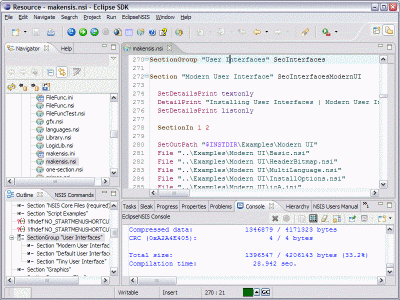 Resource - makensis.nsi - Eclipse SDK
File Edit Navigate Search Project Run EclipseNSIS Window Help
Navigator Help
FileFunc.ini
FileFunc.nsi
FileFuncTest.nsi
gfx.nsi
languages.nsi
Library.nsi
LogicLib.nsi
makensis.ini
makensis.nsi
one-section.nsi
makensis.nsi
270 SectionGroup "User Interfaces" SecInterfaces
271
272 Section "Modern User Interface" SecInterfacesModernUI
273
274 SetDetailsPrint textonly
275 DetailPrint "Installing User Interfaces | Modern User In
276 SetDetailsPrint listonly
277
278 SectionIn 1 2
279
280 SetOutPath "$INSTDIR\Examples\Modern UI"
281 File "..\Examples\Modern UI\Basic.nsi"
282 File "..\Examples\Modern UI\HeaderBitmap.nsi"
283 File "..\Examples\Modern UI\MultiLanguage.nsi"
284 File "..\Examples\Modern UI\InstallOptions.nsi"
285 File "..\Examples\Modern UI\ioA.ini"
Outline NSIS Commands
Section "NSIS Core Files (required)
Section "Script Examples"
!ifndef NO_STARTMENUSHORTCUT
!ifndef NO_STARTMENUSHORTCUT
SectionGroup "User Interfaces"
Section "Modern User Interface
Section "Default User Interface
Section "Tiny User Interface"
Section "Graphics"
Tasks Sleak Progress Properties Problems Console Hierarchy NSIS Users Manual
EclipseNSIS Console
Compressed data: 1346879 / 4171923 bytes
CRC (0xA2A4E405): 4 / 4 bytes
Total size: 1396547 / 4206143 bytes (33.2%)
Compilation time: 28.942 sec.
Writable Insert 270 : 21